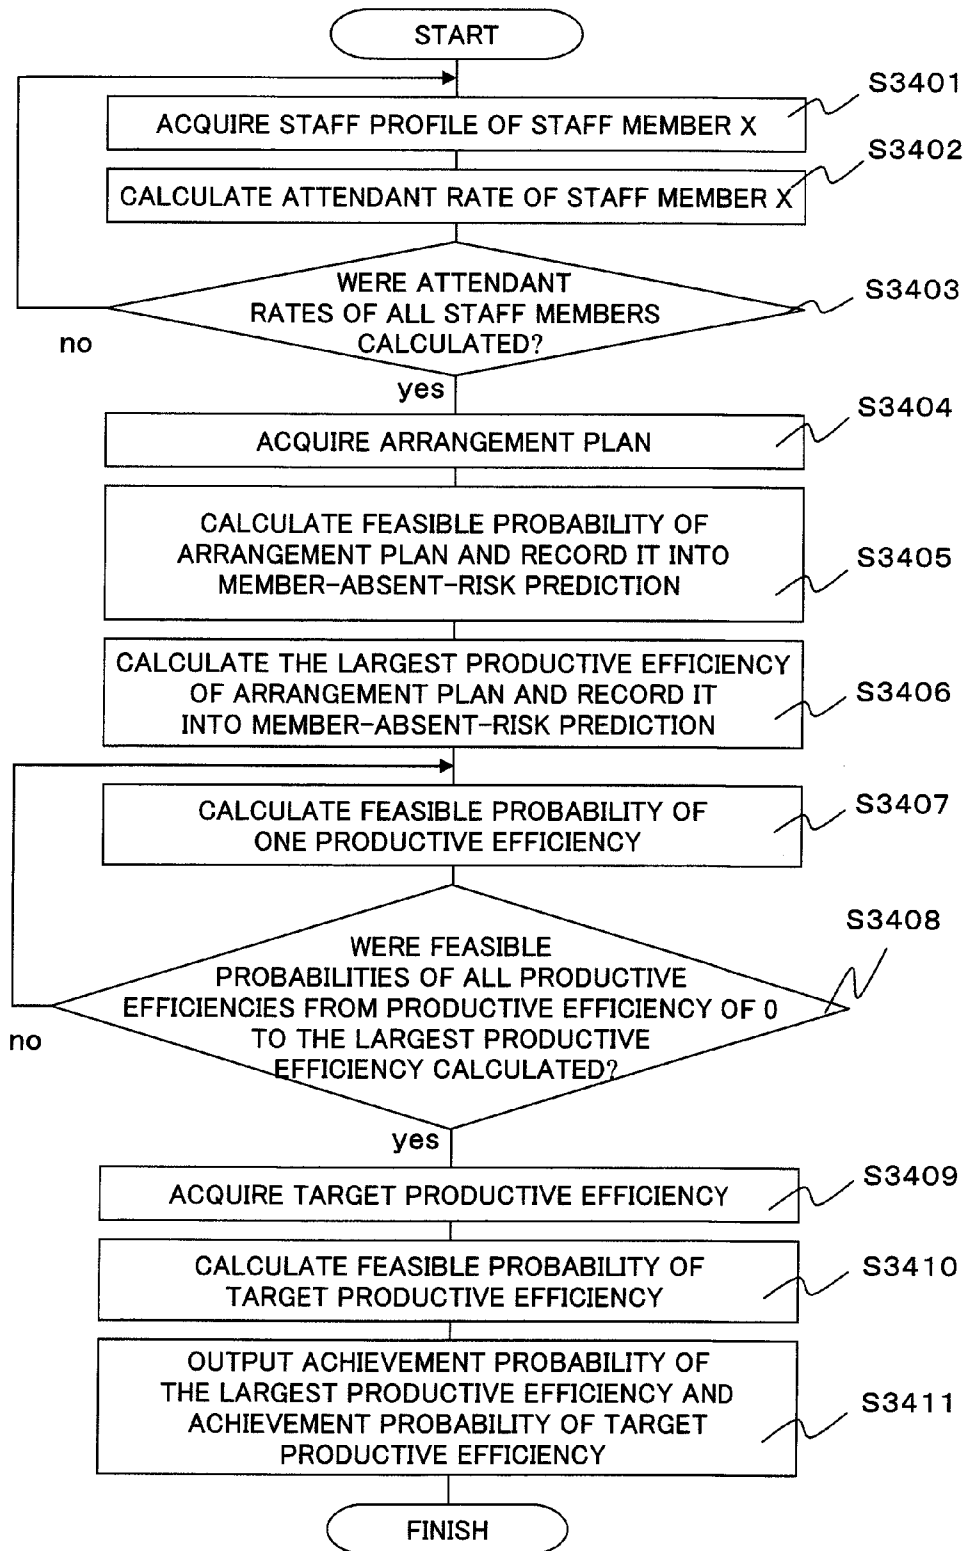 START
S3401
ACQUIRE STAFF PROFILE OF STAFF MEMBER X
S3402
CALCULATE ATTENDANT RATE OF STAFF MEMBER X
WERE ATTENDANT
RATES OF ALL STAFF MEMBERS
CALCULATED?
S3403
no
yes
S3404
ACQUIRE ARRANGEMENT PLAN
CALCULATE FEASIBLE PROBABILITY OF
ARRANGEMENT PLAN AND RECORD IT INTO
MEMBER-ABSENT-RISK PREDICTION
S3405
CALCULATE THE LARGEST PRODUCTIVE EFFICIENCY
OF ARRANGEMENT PLAN AND RECORD IT
INTO MEMBER-ABSENT-RISK PREDICTION
S3406
CALCULATE FEASIBLE PROBABILITY OF
ONE PRODUCTIVE EFFICIENCY
S3407
S3408
WERE FEASIBLE
PROBABILITIES OF ALL PRODUCTIVE
EFFICIENCIES FROM PRODUCTIVE EFFICIENCY OF 0
TO THE LARGEST PRODUCTIVE
EFFICIENCY CALCULATED?
no
yes
S3409
ACQUIRE TARGET PRODUCTIVE EFFICIENCY
CALCULATE FEASIBLE PROBABILITY OF
TARGET PRODUCTIVE EFFICIENCY
S3410
OUTPUT ACHIEVEMENT PROBABILITY OF
THE LARGEST PRODUCTIVE EFFICIENCY AND
ACHIEVEMENT PROBABILITY OF TARGET
PRODUCTIVE EFFICIENCY
S3411
FINISH